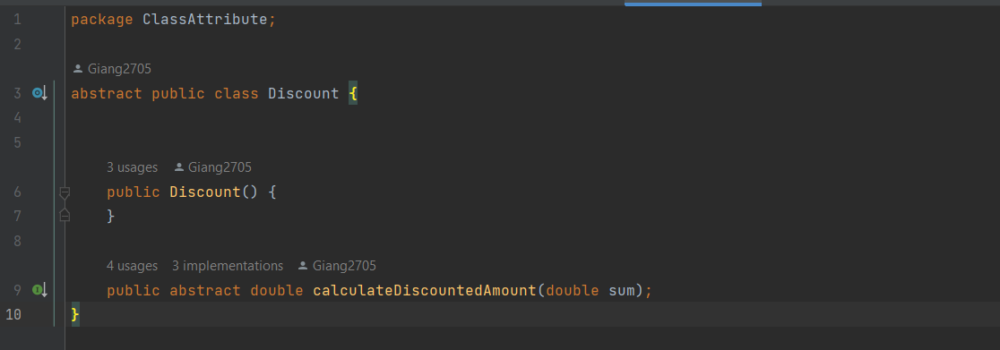 1 package ClassAttribute;
2
Giang2705
3 abstract public class Discount {
4
5
3 usages Giang2705
6 public Discount() {
7 }
8
4 usages 3 implementations Giang2705
9 public abstract double calculateDiscountedAmount(double sum);
10 }